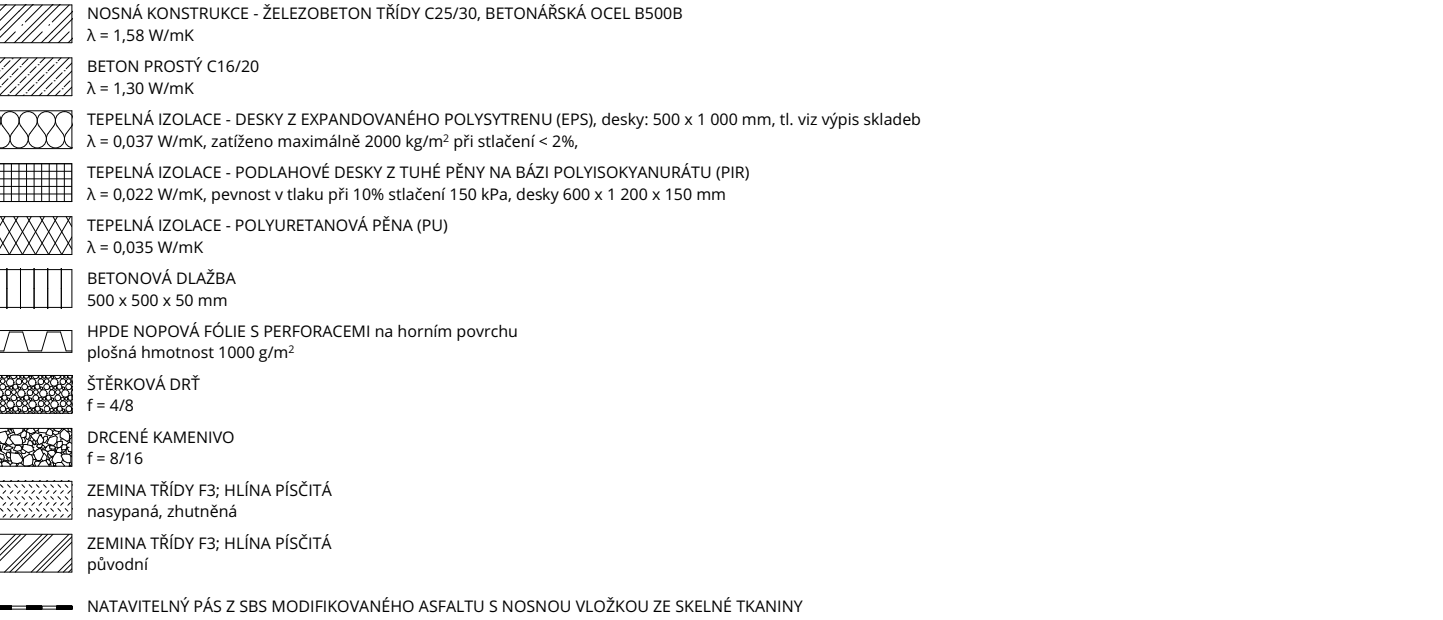 NOSNÁ KONSTRUKCE - ŽELEZOBETON TŘÍDY C25/30, BETONÁŘSKÁ OCEL B500B
λ = 1,58 W/mK
BETON PROSTÝ C16/20
λ = 1,30 W/mK
TEPELNÁ IZOLACE - DESKY Z EXPANDOVANÉHO POLYSYTRENU (EPS), desky: 500 x 1 000 mm, tl. viz výpis skladeb
λ = 0,037 W/mK, zatíženo maximálně 2000 kg/m² při stlačení < 2%,
TEPELNÁ IZOLACE - PODLAHOVÉ DESKY Z TUHÉ PĚNY NA BÁZI POLYISOKYANURÁTU (PIR)
λ = 0,022 W/mK, pevnost v tlaku při 10% stlačení 150 kPa, desky 600 x 1 200 x 150 mm
TEPELNÁ IZOLACE - POLYURETANOVÁ PĚNA (PU)
λ = 0,035 W/mK
BETONOVÁ DLAŽBA
500 x 500 x 50 mm
HPDE NOPOVÁ FÓLIE S PERFORACEMI na horním povrchu
plošná hmotnost 1000 g/m²
ŠTĚRKOVÁ DRŤ
f = 4/8
DRCENÉ KAMENIVO
f = 8/16
ZEMINA TŘÍDY F3; HLÍNA PÍSČITÁ
nasypaná, zhutněná
ZEMINA TŘÍDY F3; HLÍNA PÍSČITÁ
původní
NATAVITELNÝ PÁS Z SBS MODIFIKOVANÉHO ASFALTU S NOSNOU VLOŽKOU ZE SKELNÉ TKANINY